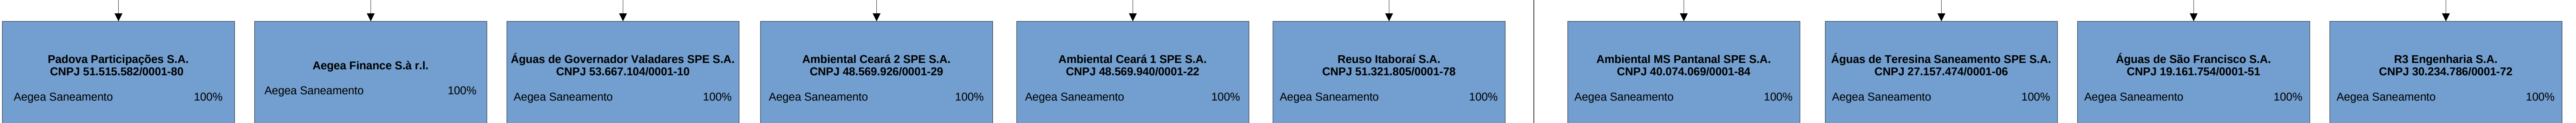 Padova Participações S.A.
CNPJ 51.515.582/0001-80
Aegea Saneamento 100%
Aegea Finance S.à r.l.
Aegea Saneamento 100%
Águas de Governador Valadares SPE S.A.
CNPJ 53.667.104/0001-10
Aegea Saneamento 100%
Ambiental Ceará 2 SPE S.A.
CNPJ 48.569.926/0001-29
Aegea Saneamento 100%
Ambiental Ceará 1 SPE S.A.
CNPJ 48.569.940/0001-22
Aegea Saneamento 100%
Reuso Itaboraí S.A.
CNPJ 51.321.805/0001-78
Aegea Saneamento 100%
Ambiental MS Pantanal SPE S.A.
CNPJ 40.074.069/0001-84
Aegea Saneamento 100%
Águas de Teresina Saneamento SPE S.A.
CNPJ 27.157.474/0001-06
Aegea Saneamento 100%
Águas de São Francisco S.A.
CNPJ 19.161.754/0001-51
Aegea Saneamento 100%
R3 Engenharia S.A.
CNPJ 30.234.786/0001-72
Aegea Saneamento 100%